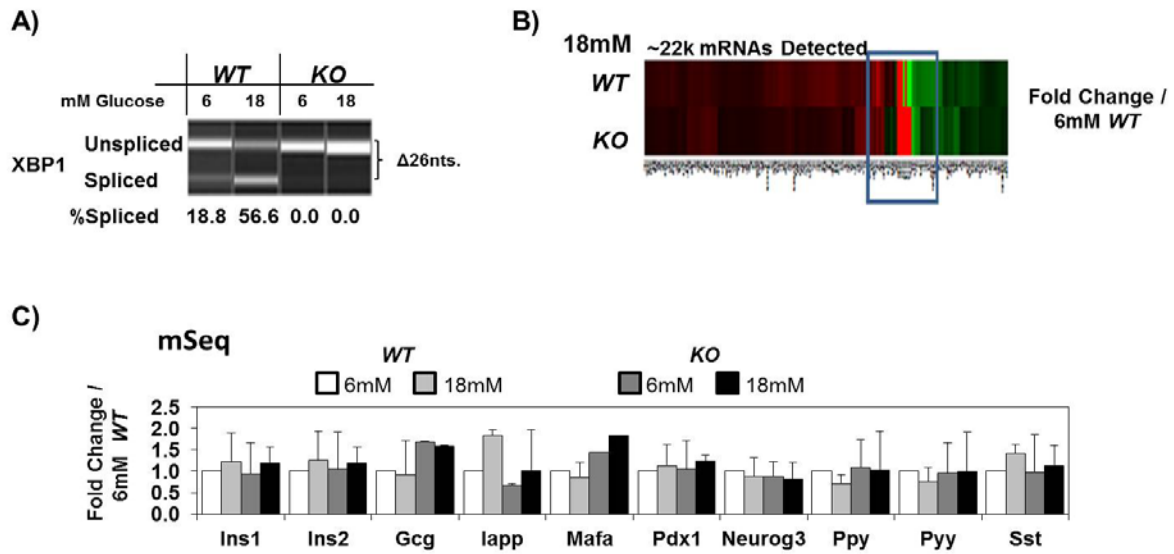 A)
WT KO
mM Glucose 6 18 6 18
XBP1
Unspliced
Spliced
Δ26nts.
%Spliced 18.8 56.6 0.0 0.0
B)
18mM ~22k mRNAs Detected
WT
KO
Fold Change /
6mM WT
C)
mSeq
WT KO
6mM 18mM 6mM 18mM
Fold Change /
6mM WT
2.5
2.0
1.5
1.0
0.5
0.0
Ins1 Ins2 Gcg Iapp Mafa Pdx1 Neurog3 Ppy Pyy Sst